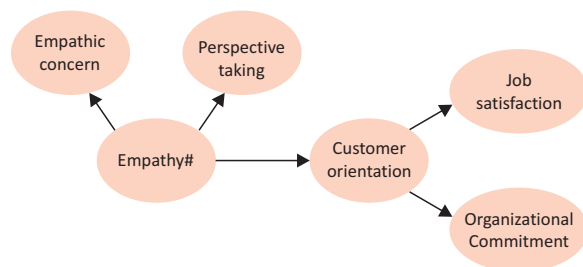 Empathic
concern
Perspective
taking
Job
satisfaction
Empathy#
Customer
orientation
Organizational
Commitment